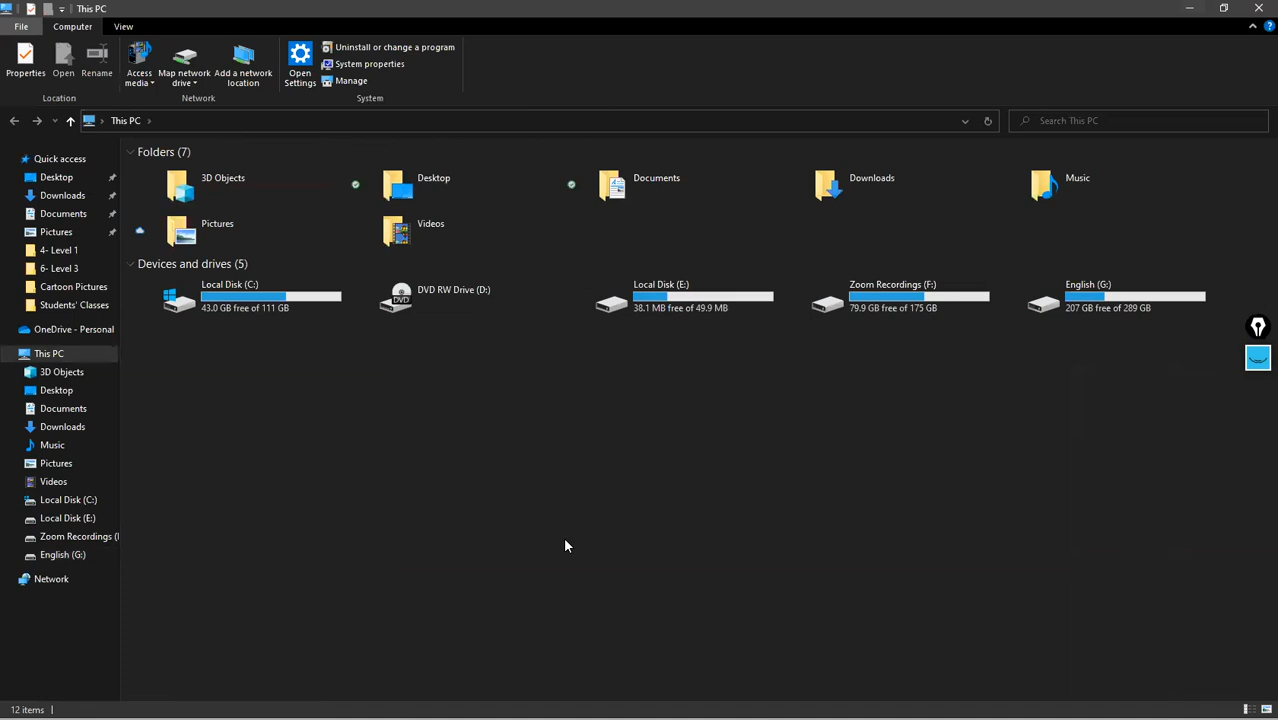 This PC
File
Computer
View
Properties
Open
Rename
Access media
Map network drive
Add a network location
Open Settings
Uninstall or change a program
System properties
Manage
Location
Network
System
This PC
Search This PC
Quick access
Desktop
Downloads
Documents
Pictures
4- Level 1
6- Level 3
Cartoon Pictures
Students' Classes
OneDrive - Personal
This PC
3D Objects
Desktop
Documents
Downloads
Music
Pictures
Videos
Local Disk (C:)
Local Disk (E:)
Zoom Recordings (
English (G:)
Network
Folders (7)
3D Objects
Desktop
Documents
Downloads
Music
Pictures
Videos
Devices and drives (5)
Local Disk (C:)
43.0 GB free of 111 GB
DVD RW Drive (D:)
DVD
Local Disk (E:)
38.1 MB free of 49.9 MB
Zoom Recordings (F:)
79.9 GB free of 175 GB
English (G:)
207 GB free of 289 GB
12 items